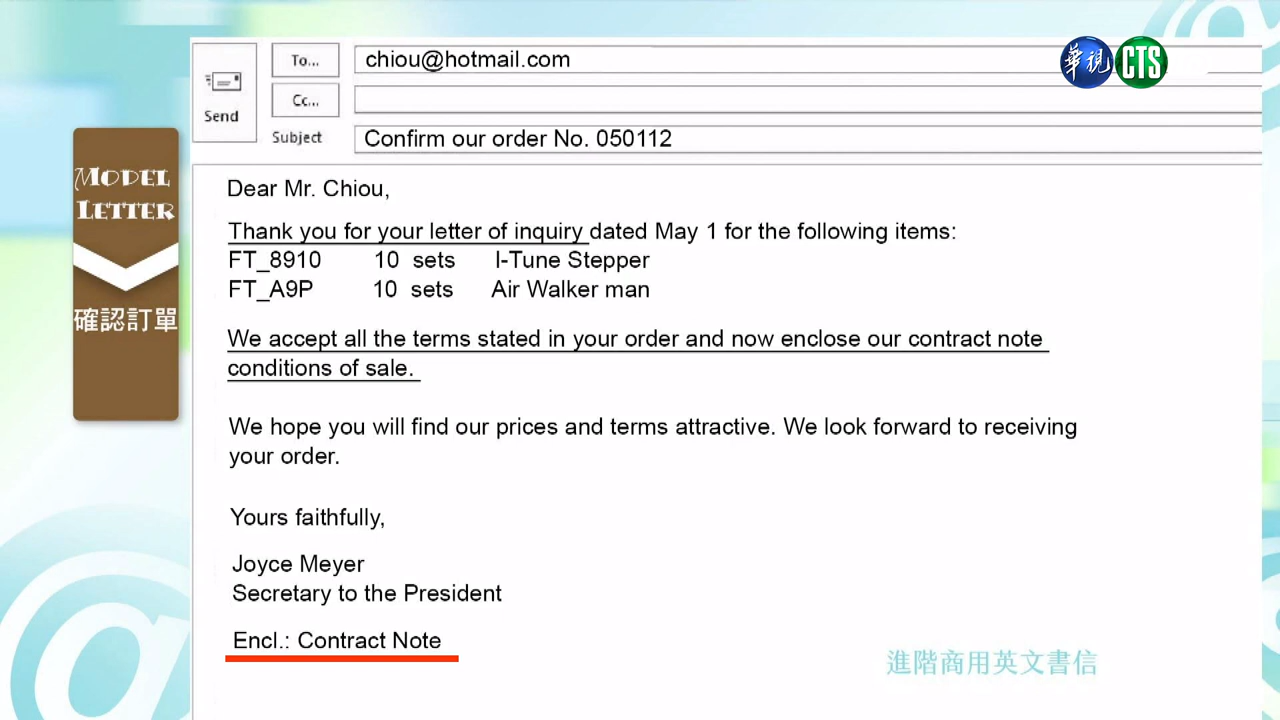 To...
chiou@hotmail.com
華視 CTS
Cc...
Send
Subject
Confirm our order No. 050112
MODEL
LETTER
確認訂單
Dear Mr. Chiou,
Thank you for your letter of inquiry dated May 1 for the following items:
FT_8910 10 sets I-Tune Stepper
FT_A9P 10 sets Air Walker man
We accept all the terms stated in your order and now enclose our contract note
conditions of sale.
We hope you will find our prices and terms attractive. We look forward to receiving
your order.
Yours faithfully,
Joyce Meyer
Secretary to the President
Encl.: Contract Note
進階商用英文書信